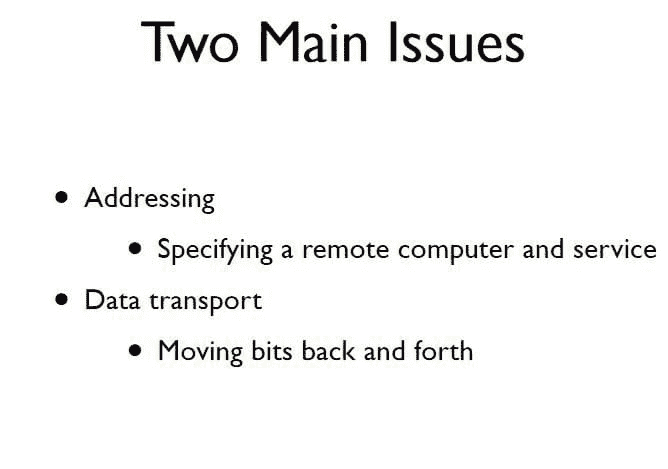 Two Main Issues
• Addressing
• Specifying a remote computer and service
• Data transport
• Moving bits back and forth